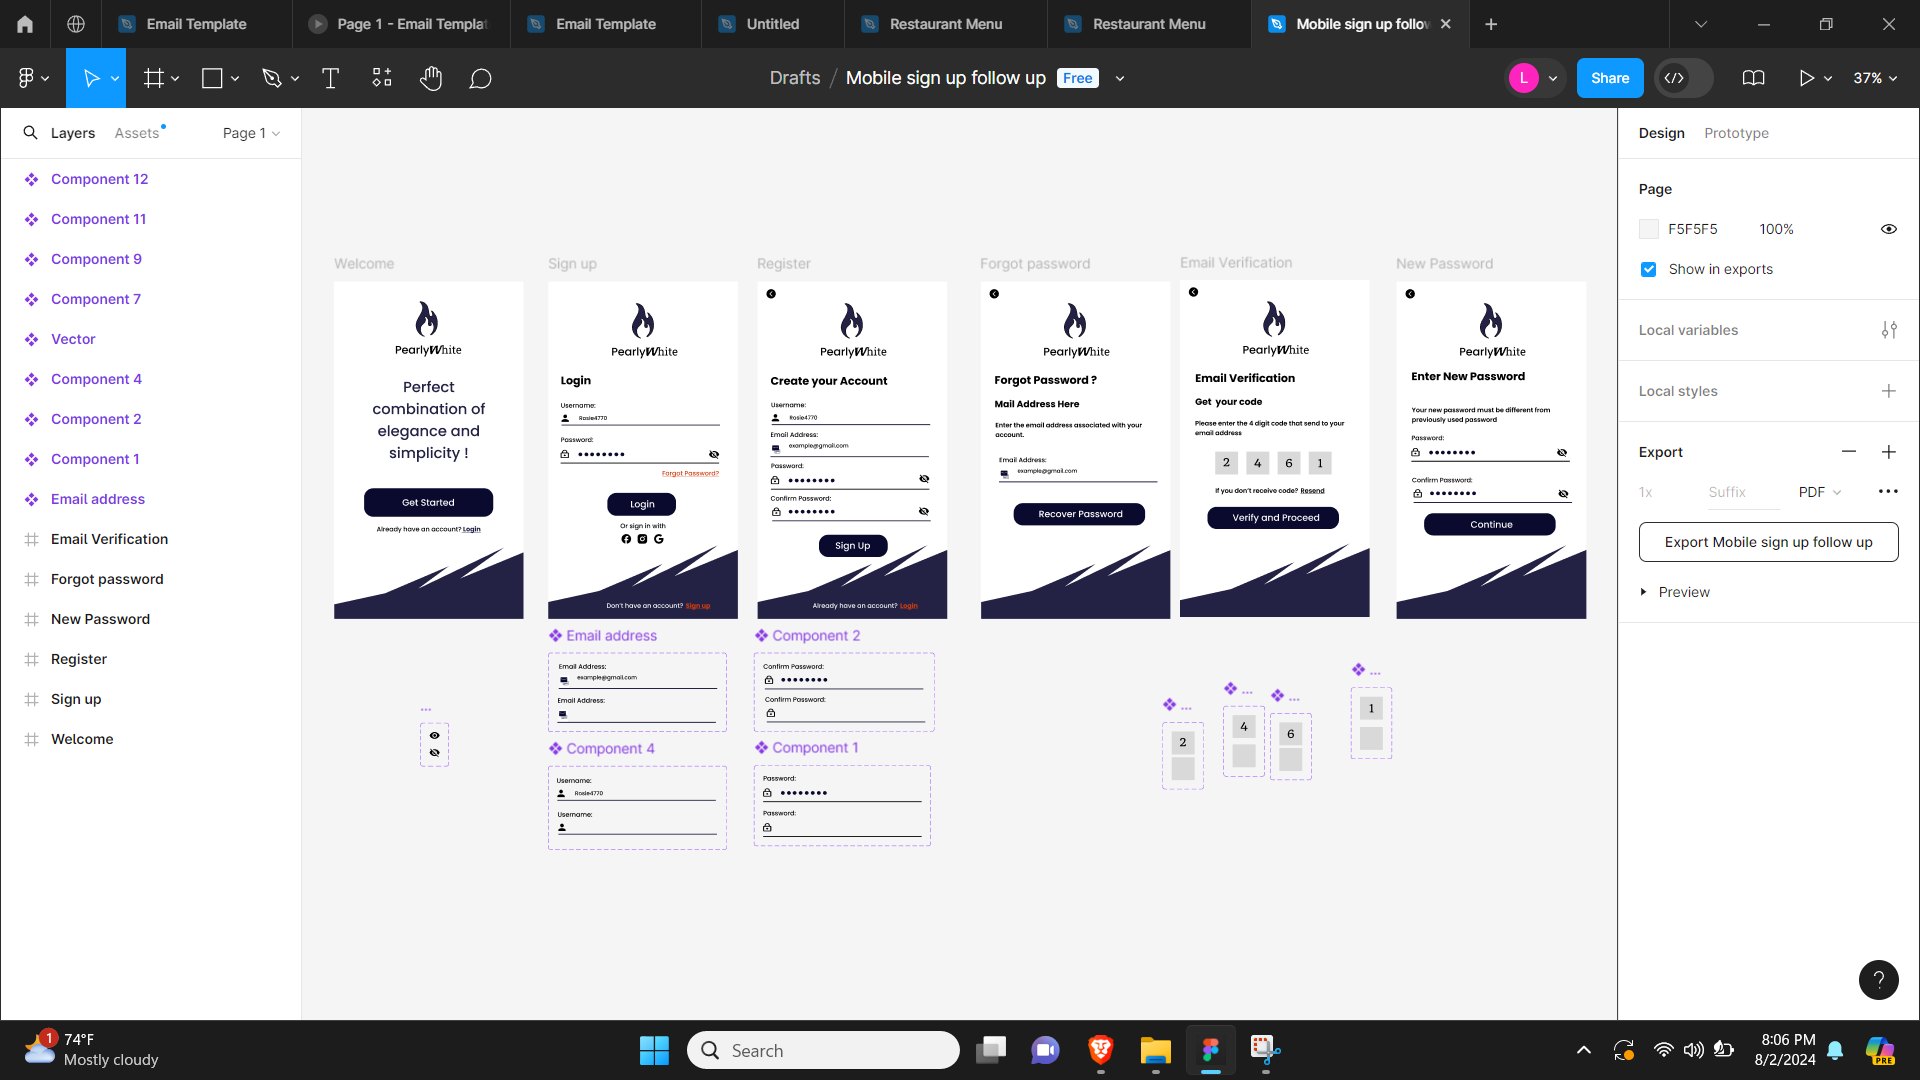 Email Template
Page 1 - Email Templat
Email Template
Untitled
Restaurant Menu
Restaurant Menu
Mobile sign up follow
Drafts / Mobile sign up follow up Free
L
Share
37%
Layers Assets Page 1
Component 12
Component 11
Component 9
Component 7
Vector
Component 4
Component 2
Component 1
Email address
Email Verification
Forgot password
New Password
Register
Sign up
Welcome
Welcome
PearlyWhite
Perfect
combination of
elegance and
simplicity !
Get Started
Already have an account? Login
Sign up
PearlyWhite
Login
Username:
Rosie4770
Password:
Forgot Password?
Login
Or sign in with
Don't have an account? Sign up
Register
PearlyWhite
Create your Account
Username:
Rosie4770
Email Address:
example@gmail.com
Password:
Confirm Password:
Sign Up
Already have an account? Login
Forgot password
PearlyWhite
Forgot Password ?
Mail Address Here
Enter the email address associated with your
account.
Email Address:
example@gmail.com
Recover Password
Email Verification
PearlyWhite
Email Verification
Get your code
Please enter the 4 digit code that send to your
email address
2 4 6 1
If you don't receive code? Resend
Verify and Proceed
New Password
PearlyWhite
Enter New Password
Your new password must be different from
previously used password
Password:
Confirm Password:
Continue
Email address
Email Address:
example@gmail.com
Email Address:
Component 2
Confirm Password:
Confirm Password:
Component 4
Username:
Rosie4770
Username:
Component 1
Password:
Password:
...
... 2
... 4
... 6
... 1
Design Prototype
Page
F5F5F5 100%
Show in exports
Local variables
Local styles
Export
1x Suffix PDF
Export Mobile sign up follow up
Preview
?
1
74°F
Mostly cloudy
Search
8:06 PM
8/2/2024
PRE